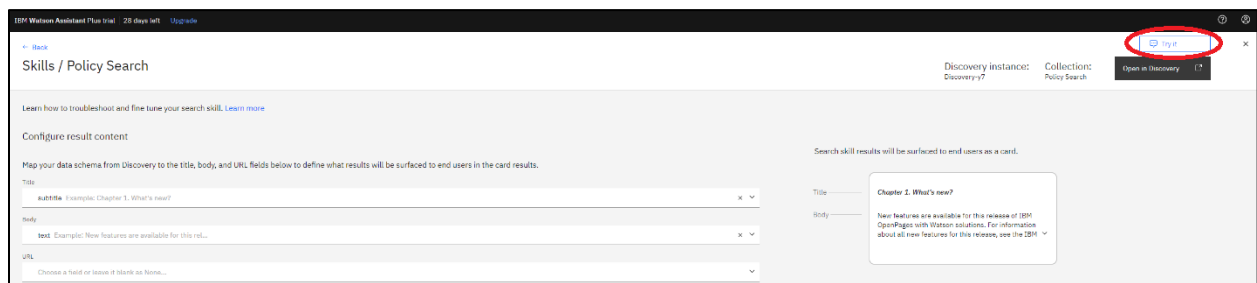 IBM Watson Assistant Plus trial | 28 days left Upgrade
← Back
Try it
Skills / Policy Search
Discovery instance:
Discovery-y7
Collection:
Policy Search
Open in Discovery
Learn how to troubleshoot and fine tune your search skill. Learn more
Configure result content
Map your data schema from Discovery to the title, body, and URL fields below to define what results will be surfaced to end users in the card results.
Title
subtitle Example: Chapter 1. What's new?
Body
text Example: New features are available for this rel...
URL
Choose a field or leave it blank as None...
Search skill results will be surfaced to end users as a card.
Title
Chapter 1. What's new?
Body
New features are available for this release of IBM
OpenPages with Watson solutions. For information
about all new features for this release, see the IBM